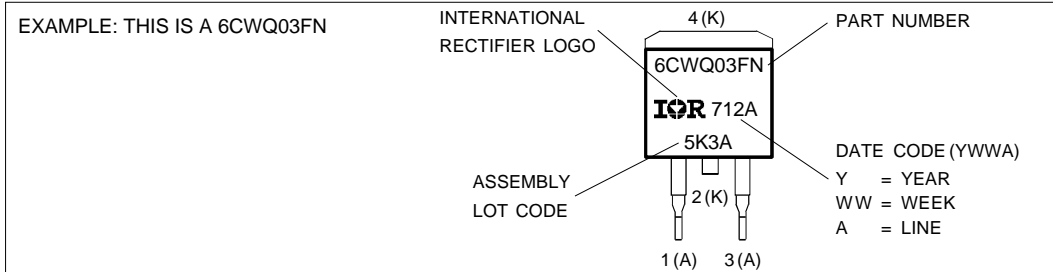 EXAMPLE: THIS IS A 6CWQ03FN
INTERNATIONAL
RECTIFIER LOGO
4 (K)
PART NUMBER
6CWQ03FN
IOR 712A
5K3A
ASSEMBLY
LOT CODE
2 (K)
DATE CODE (YWWA)
Y = YEAR
WW = WEEK
A = LINE
1 (A) 3 (A)